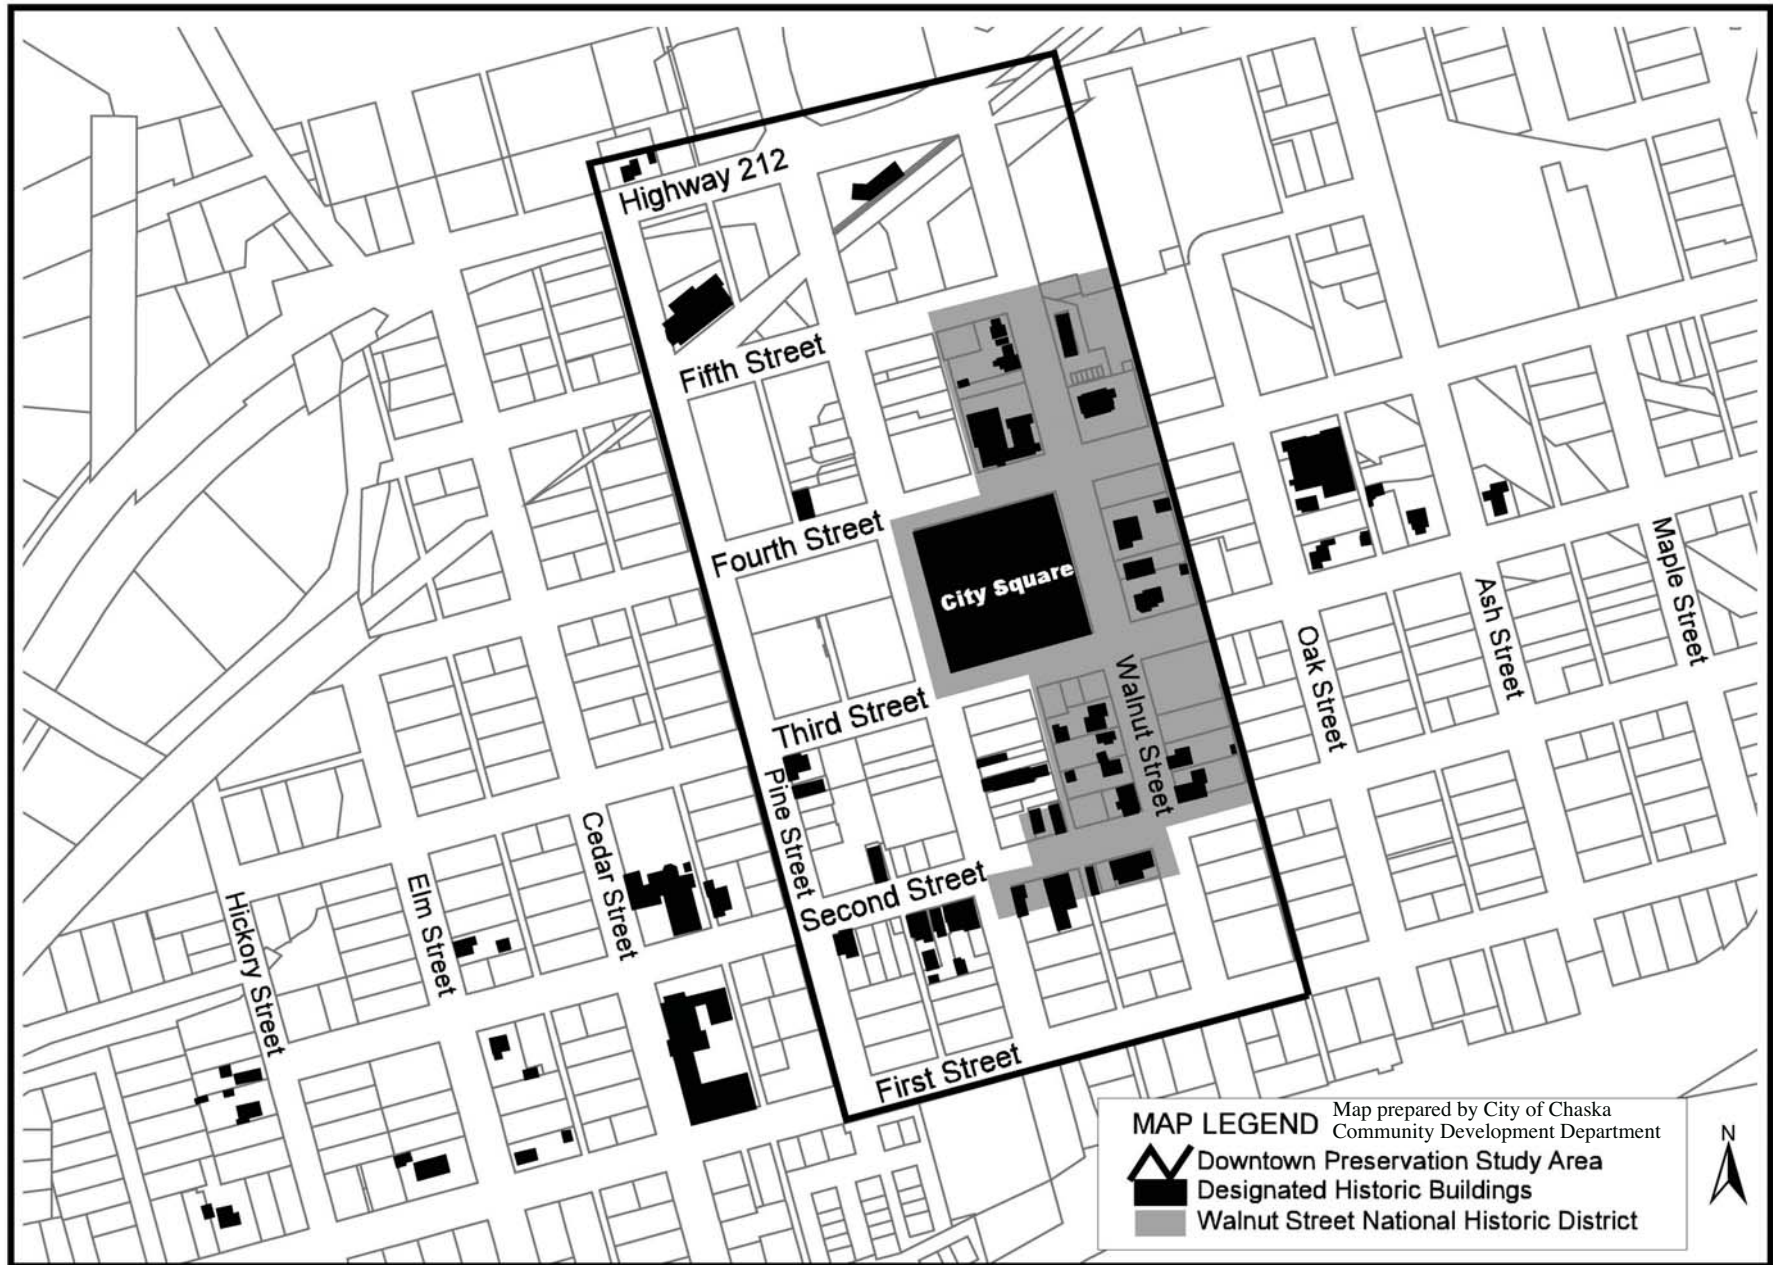 Highway 212
Fifth Street
Fourth Street
City Square
Third Street
Walnut Street
Oak Street
Ash Street
Maple Street
Pine Street
Cedar Street
Second Street
Elm Street
Hickory Street
First Street
MAP LEGEND
Map prepared by City of Chaska
Community Development Department
Downtown Preservation Study Area
Designated Historic Buildings
Walnut Street National Historic District
N